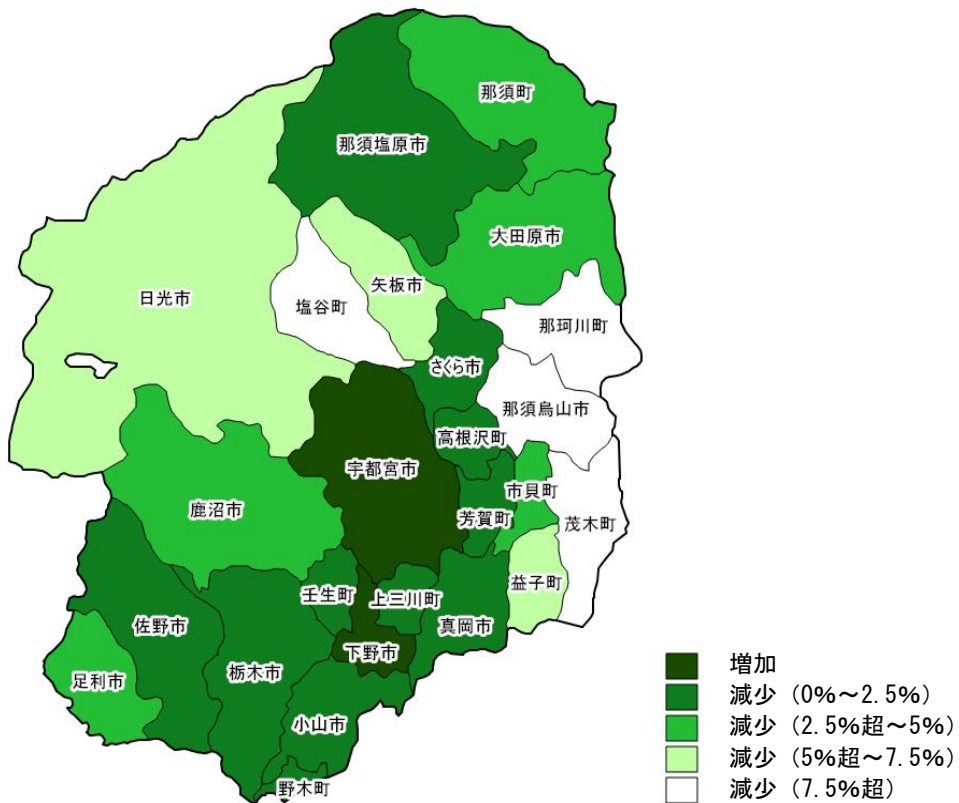 那須町
那須塩原市
大田原市
矢板市
日光市
塩谷町
那珂川町
さくら市
那須烏山市
高根沢町
宇都宮市
市貝町
鹿沼市
芳賀町
茂木町
益子町
壬生町
上三川町
佐野市
真岡市
下野市
栃木市
足利市
小山市
野木町
増加
減少 (0%～2.5%)
減少 (2.5%超～5%)
減少 (5%超～7.5%)
減少 (7.5%超)